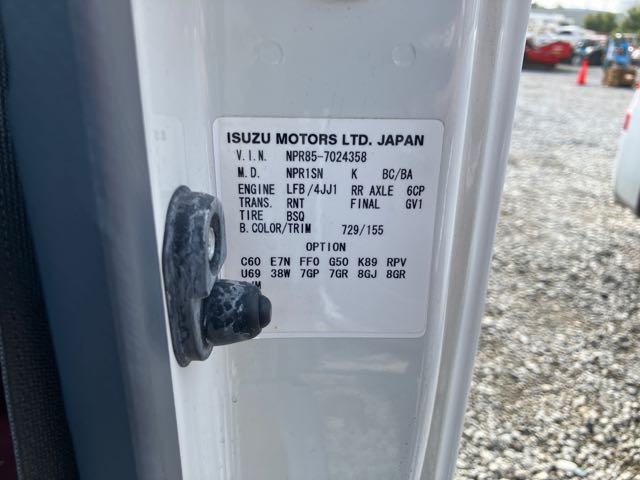 ISUZU MOTORS LTD. JAPAN
V.I.N. NPR85-7024358
M.D. NPR1SN K BC/BA
ENGINE LFB/4JJ1 RR AXLE 6CP
TRANS. RNT FINAL GV1
TIRE BSQ
B.COLOR/TRIM 729/155
OPTION
C60 E7N FF0 G50 K89 RPV
U69 38W 7GP 7GR 8GJ 8GR